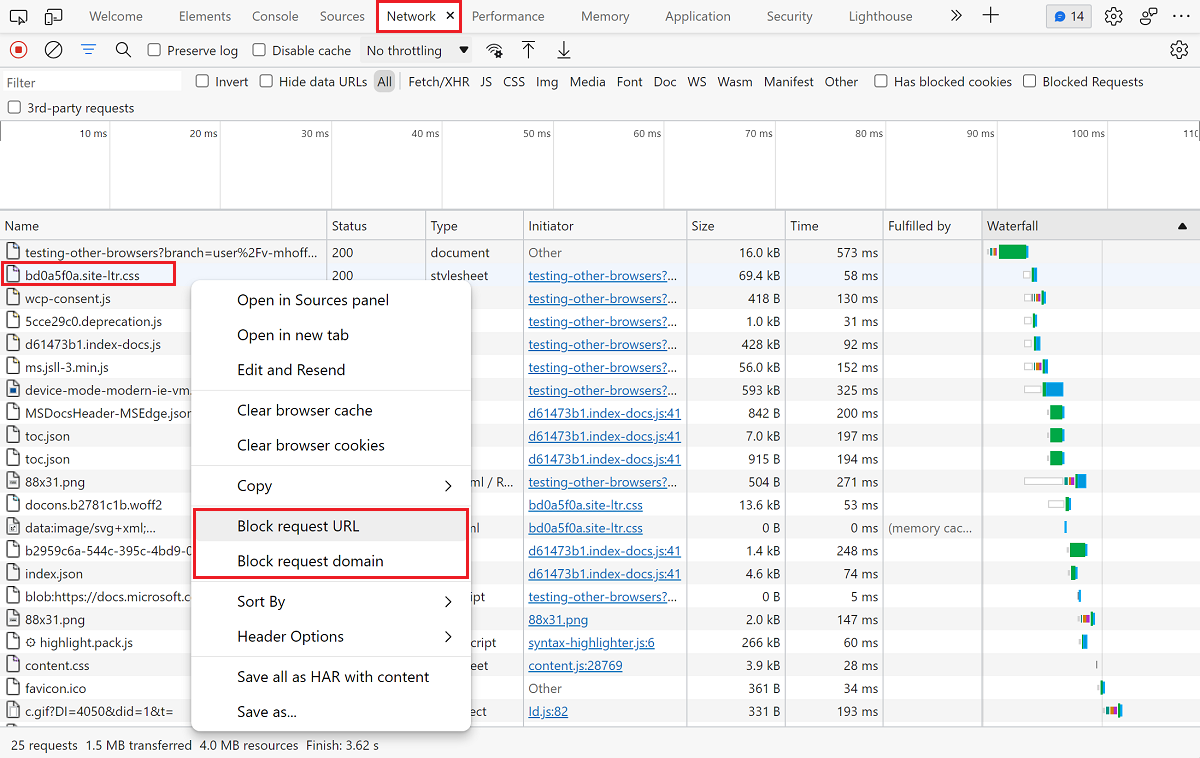 Welcome Elements Console Sources Network Performance Memory Application Security Lighthouse 14
Preserve log Disable cache No throttling
Filter Invert Hide data URLs All Fetch/XHR JS CSS Img Media Font Doc WS Wasm Manifest Other Has blocked cookies Blocked Requests
3rd-party requests
10 ms 20 ms 30 ms 40 ms 50 ms 60 ms 70 ms 80 ms 90 ms 100 ms 110
Name Status Type Initiator Size Time Fulfilled by Waterfall
testing-other-browsers?branch=user%2Fv-mhoff... 200 document Other 16.0 kB 573 ms
bd0a5f0a.site-ltr.css 200 stylesheet testing-other-browsers?... 69.4 kB 58 ms
wcp-consent.js testing-other-browsers?... 418 B 130 ms
5cce29c0.deprecation.js testing-other-browsers?... 1.0 kB 31 ms
d61473b1.index-docs.js testing-other-browsers?... 428 kB 92 ms
ms.jsll-3.min.js testing-other-browsers?... 56.0 kB 152 ms
device-mode-modern-ie-vm. testing-other-browsers?... 593 kB 325 ms
MSDocsHeader-MSEdge.json d61473b1.index-docs.js:41 842 B 200 ms
toc.json d61473b1.index-docs.js:41 7.0 kB 197 ms
toc.json d61473b1.index-docs.js:41 915 B 194 ms
88x31.png ml / R... testing-other-browsers?... 504 B 271 ms
docons.b2781c1b.woff2 bd0a5f0a.site-ltr.css 13.6 kB 53 ms
data:image/svg+xml;... ml bd0a5f0a.site-ltr.css 0 B 0 ms (memory cac...
b2959c6a-544c-395c-4bd9-0 d61473b1.index-docs.js:41 1.4 kB 248 ms
index.json d61473b1.index-docs.js:41 4.6 kB 74 ms
blob:https://docs.microsoft.c ipt testing-other-browsers?... 0 B 5 ms
88x31.png 88x31.png 2.0 kB 147 ms
highlight.pack.js script syntax-highlighter.js:6 266 kB 60 ms
content.css eet content.js:28769 3.9 kB 28 ms
favicon.ico Other 361 B 34 ms
c.gif?DI=4050&did=1&t= ect Id.js:82 331 B 193 ms
Open in Sources panel
Open in new tab
Edit and Resend
Clear browser cache
Clear browser cookies
Copy
Block request URL
Block request domain
Sort By
Header Options
Save all as HAR with content
Save as...
25 requests 1.5 MB transferred 4.0 MB resources Finish: 3.62 s